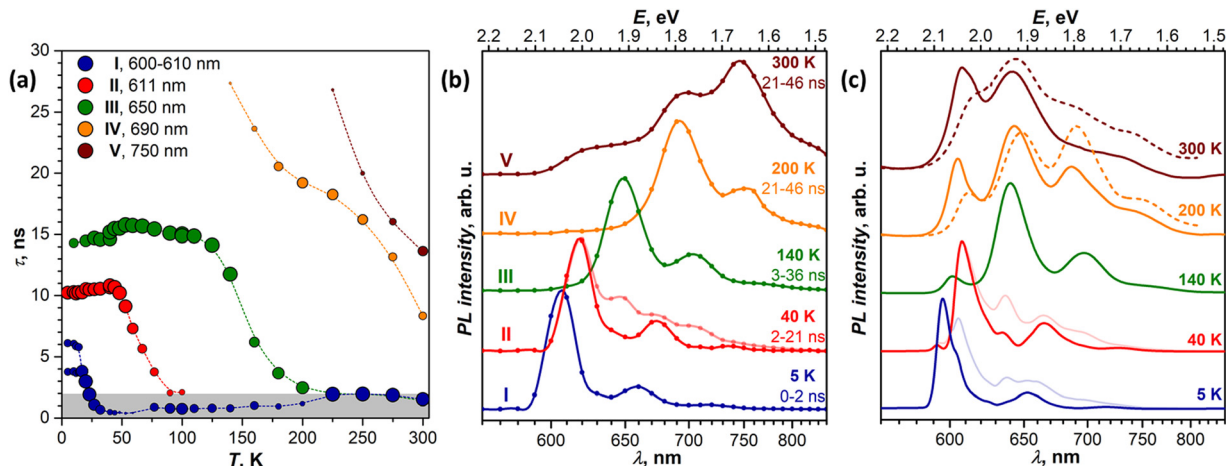 (a)
τ, ns
30
25
20
15
10
5
0
I, 600-610 nm
II, 611 nm
III, 650 nm
IV, 690 nm
V, 750 nm
0 50 100 150 200 250 300
T, K
(b)
E, eV
2.2 2.1 2 1.9 1.8 1.7 1.6 1.5
PL intensity, arb. u.
300 K
21-46 ns
V
200 K
21-46 ns
IV
140 K
3-36 ns
III
40 K
2-21 ns
II
5 K
0-2 ns
I
600 650 700 750 800
λ, nm
(c)
E, eV
2.2 2.1 2 1.9 1.8 1.7 1.6 1.5
PL intensity, arb. u.
300 K
200 K
140 K
40 K
5 K
600 650 700 750 800
λ, nm